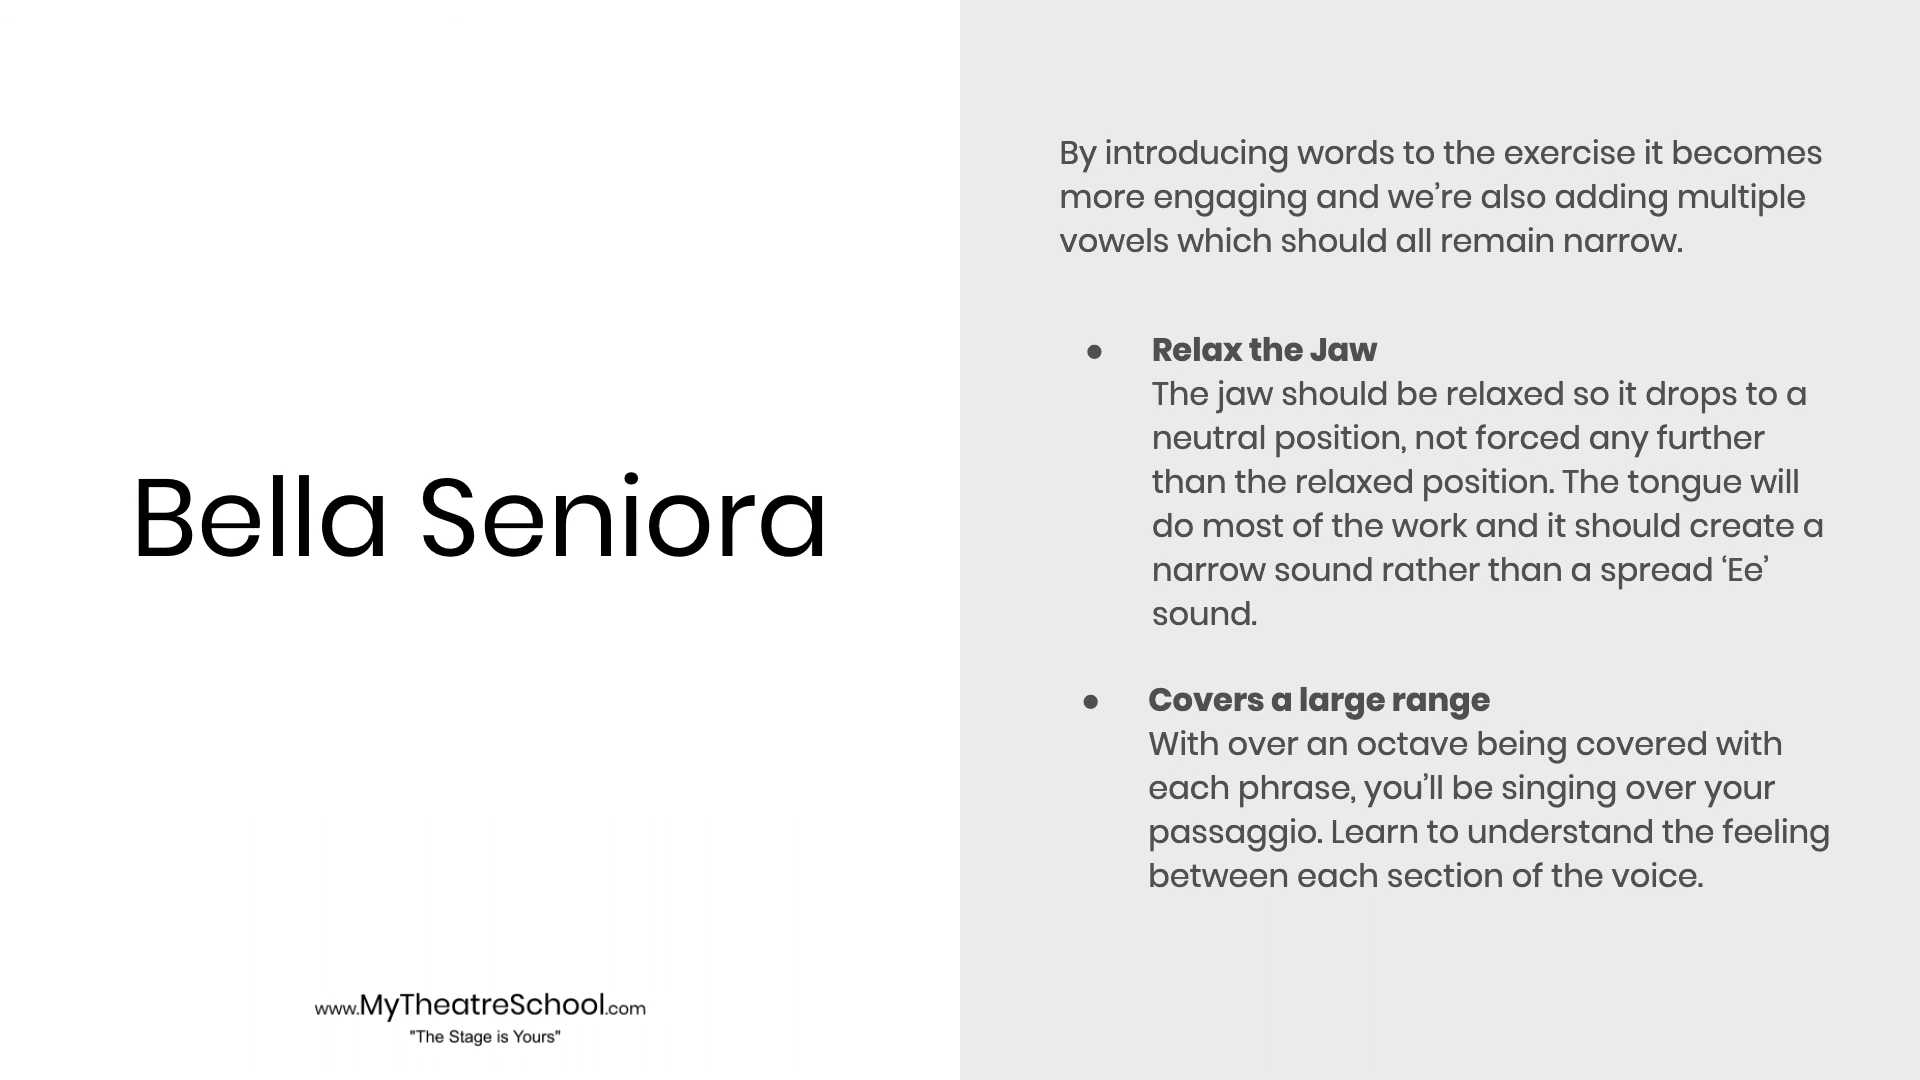 Bella Seniora
www.MyTheatreSchool.com
"The Stage is Yours"
By introducing words to the exercise it becomes
more engaging and we’re also adding multiple
vowels which should all remain narrow.
● Relax the Jaw
The jaw should be relaxed so it drops to a
neutral position, not forced any further
than the relaxed position. The tongue will
do most of the work and it should create a
narrow sound rather than a spread ‘Ee’
sound.
● Covers a large range
With over an octave being covered with
each phrase, you’ll be singing over your
passaggio. Learn to understand the feeling
between each section of the voice.